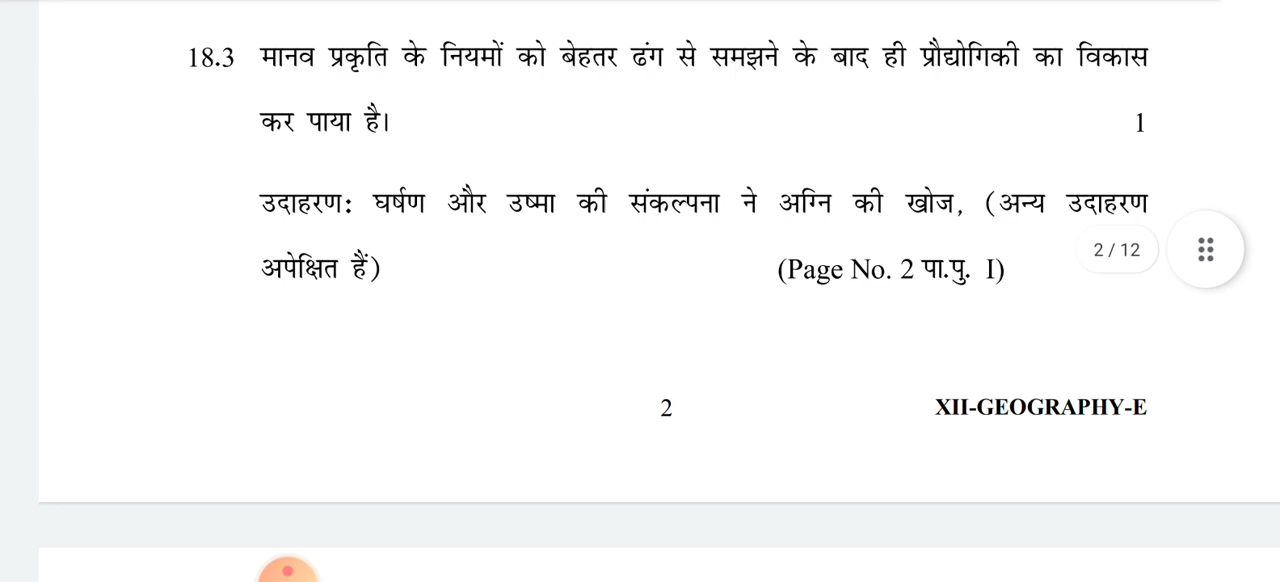 18.3 मानव प्रकृति के नियमों को बेहतर ढंग से समझने के बाद ही प्रौद्योगिकी का विकास
कर पाया है। 1
उदाहरण: घर्षण और उष्मा की संकल्पना ने अग्नि की खोज, (अन्य उदाहरण
अपेक्षित हैं) (Page No. 2 पा.पु. I)
2/12
2 XII-GEOGRAPHY-E